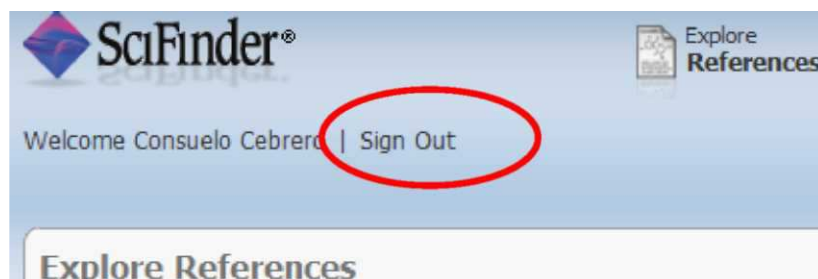 SciFinder®
Explore
References
Welcome Consuelo Cebrero | Sign Out
Explore References